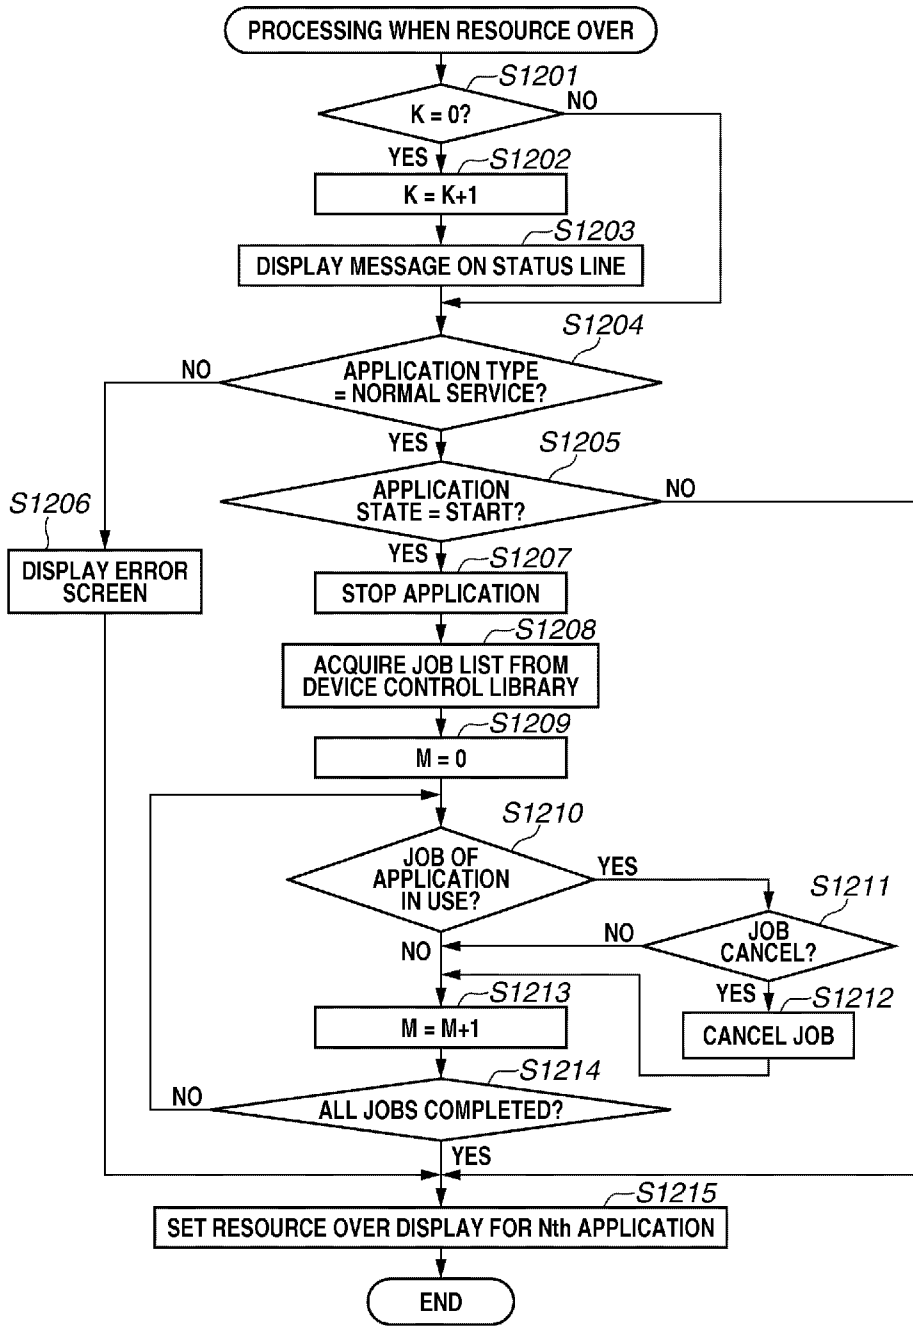 PROCESSING WHEN RESOURCE OVER
S1201
K = 0?
NO
YES
S1202
K = K+1
S1203
DISPLAY MESSAGE ON STATUS LINE
S1204
APPLICATION TYPE
= NORMAL SERVICE?
NO
YES
S1205
APPLICATION
STATE = START?
NO
S1206
DISPLAY ERROR
SCREEN
YES
S1207
STOP APPLICATION
S1208
ACQUIRE JOB LIST FROM
DEVICE CONTROL LIBRARY
S1209
M = 0
S1210
JOB OF
APPLICATION
IN USE?
YES
S1211
JOB
CANCEL?
NO
NO
YES
S1212
CANCEL JOB
S1213
M = M+1
S1214
ALL JOBS COMPLETED?
NO
YES
S1215
SET RESOURCE OVER DISPLAY FOR Nth APPLICATION
END